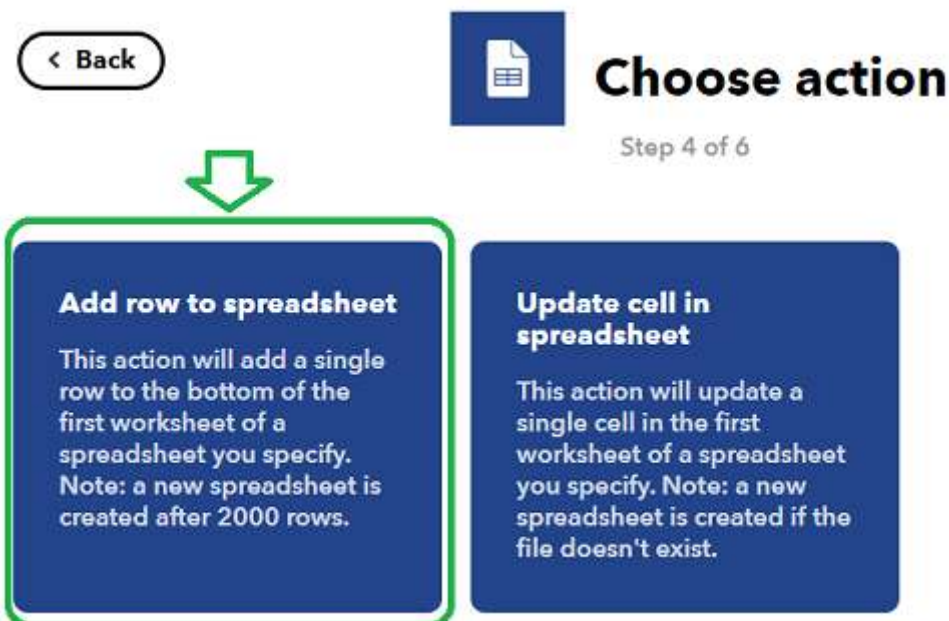 < Back
Choose action
Step 4 of 6
Add row to spreadsheet
This action will add a single
row to the bottom of the
first worksheet of a
spreadsheet you specify.
Note: a new spreadsheet is
created after 2000 rows.
Update cell in
spreadsheet
This action will update a
single cell in the first
worksheet of a spreadsheet
you specify. Note: a new
spreadsheet is created if the
file doesn't exist.